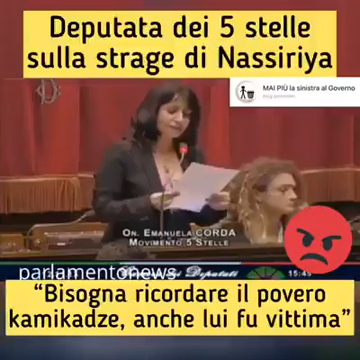 Deputata dei 5 stelle
sulla strage di Nassiriya
MAI PIÙ la sinistra al Governo
ON. EMANUELA CORDA
MOVIMENTO 5 STELLE
parlamentonews
Deputati
15:45
“Bisogna ricordare il povero
kamikadze, anche lui fu vittima”